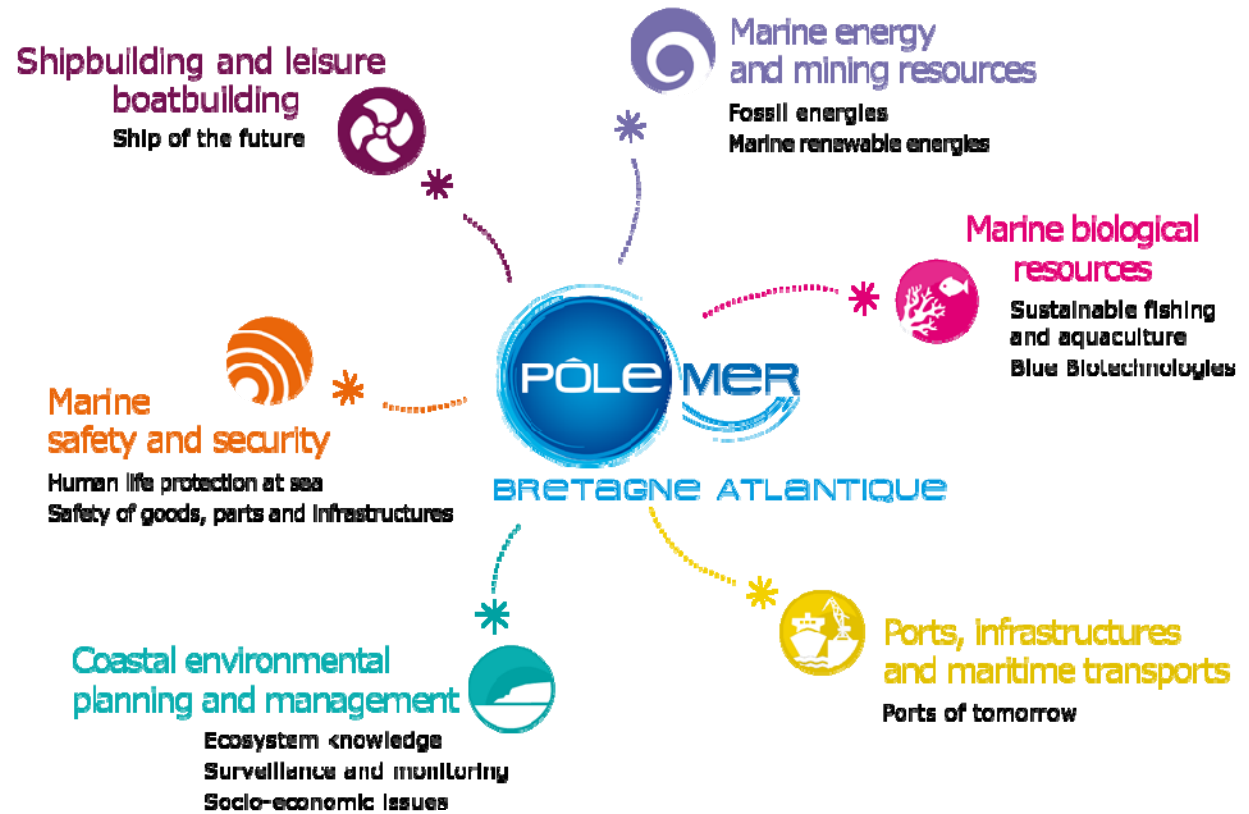 Shipbuilding and leisure
boatbuilding
Ship of the future
Marine energy
and mining resources
Fossil energies
Marine renewable energies
Marine biological
resources
Sustainable fishing
and aquaculture
Blue Biotechnologies
PÔLE MER
BRETAGNE ATLANTIQUE
Marine
safety and security
Human life protection at sea
Safety of goods, parts and infrastructures
Coastal environmental
planning and management
Ecosystem knowledge
Surveillance and monitoring
Socio-economic issues
Ports, infrastructures
and maritime transports
Ports of tomorrow